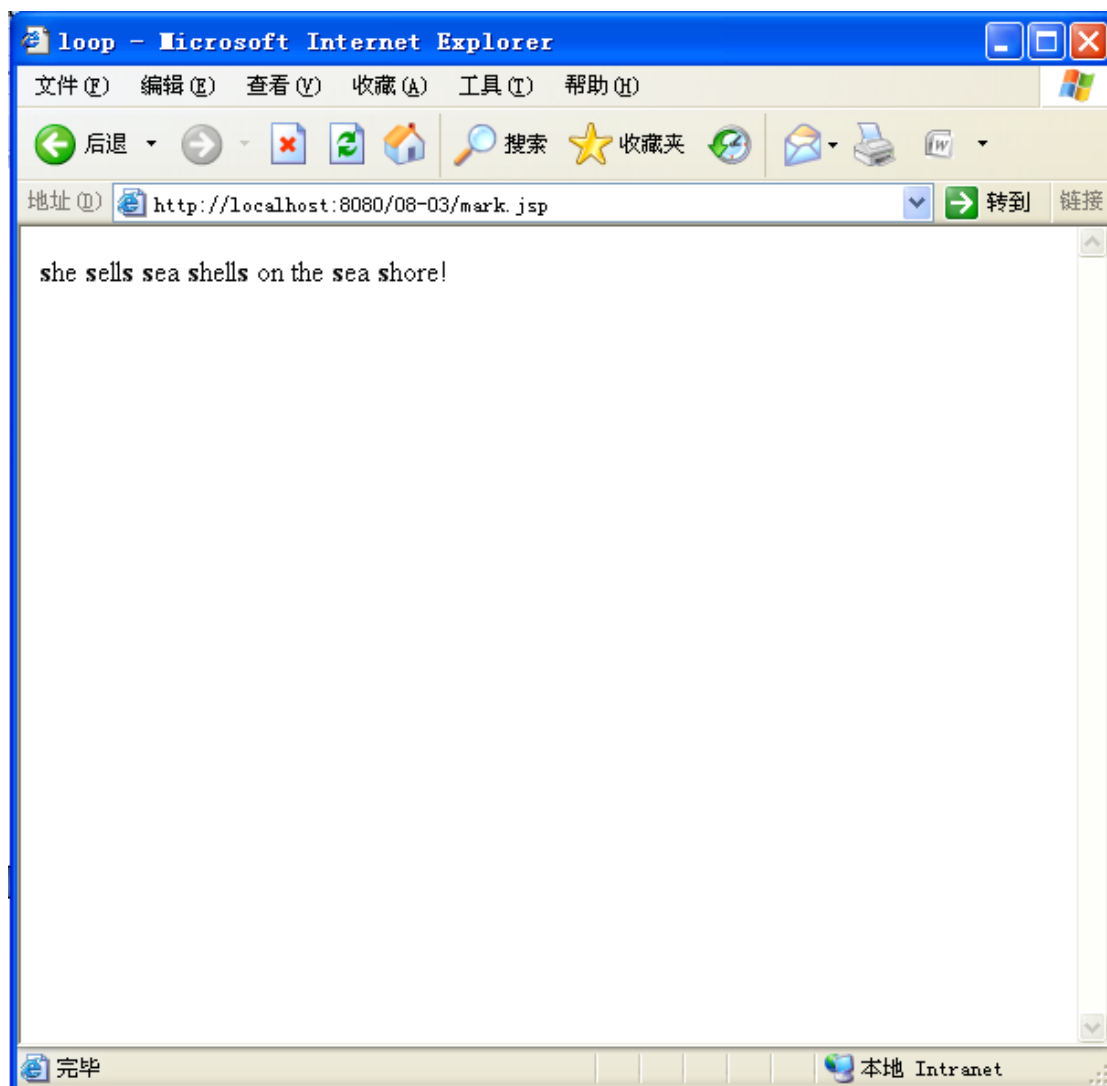 loop - Microsoft Internet Explorer
文件(F) 编辑(E) 查看(V) 收藏(A) 工具(T) 帮助(H)
后退 搜索 收藏夹 W
地址(D) http://localhost:8080/08-03/mark.jsp 转到 链接
she sells sea shells on the sea shore!
完毕 本地 Intranet